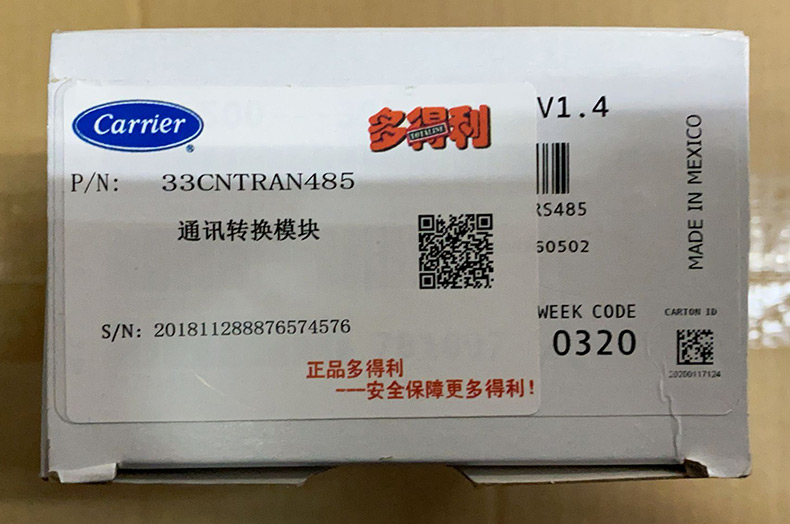 Carrier
多得利
TOTALINE
V1.4
P/N: 33CNTRAN485
RS485
通讯转换模块
60502
MADE IN MEXICO
WEEK CODE
0320
CARTON ID
20200117124
S/N: 201811288876574576
正品多得利
---安全保障更多得利!